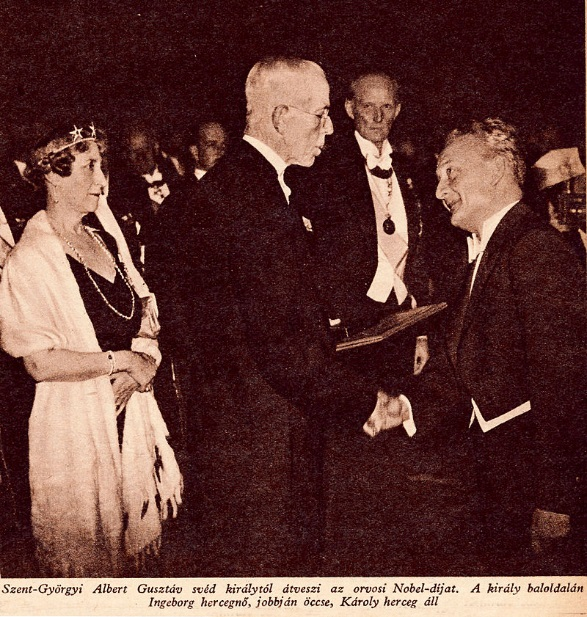 Szent-Györgyi Albert Gusztáv svéd királytól átveszi az orvosi Nobel-díjat. A király baloldalán
Ingeborg hercegnő, jobbján öccse, Károly herceg áll